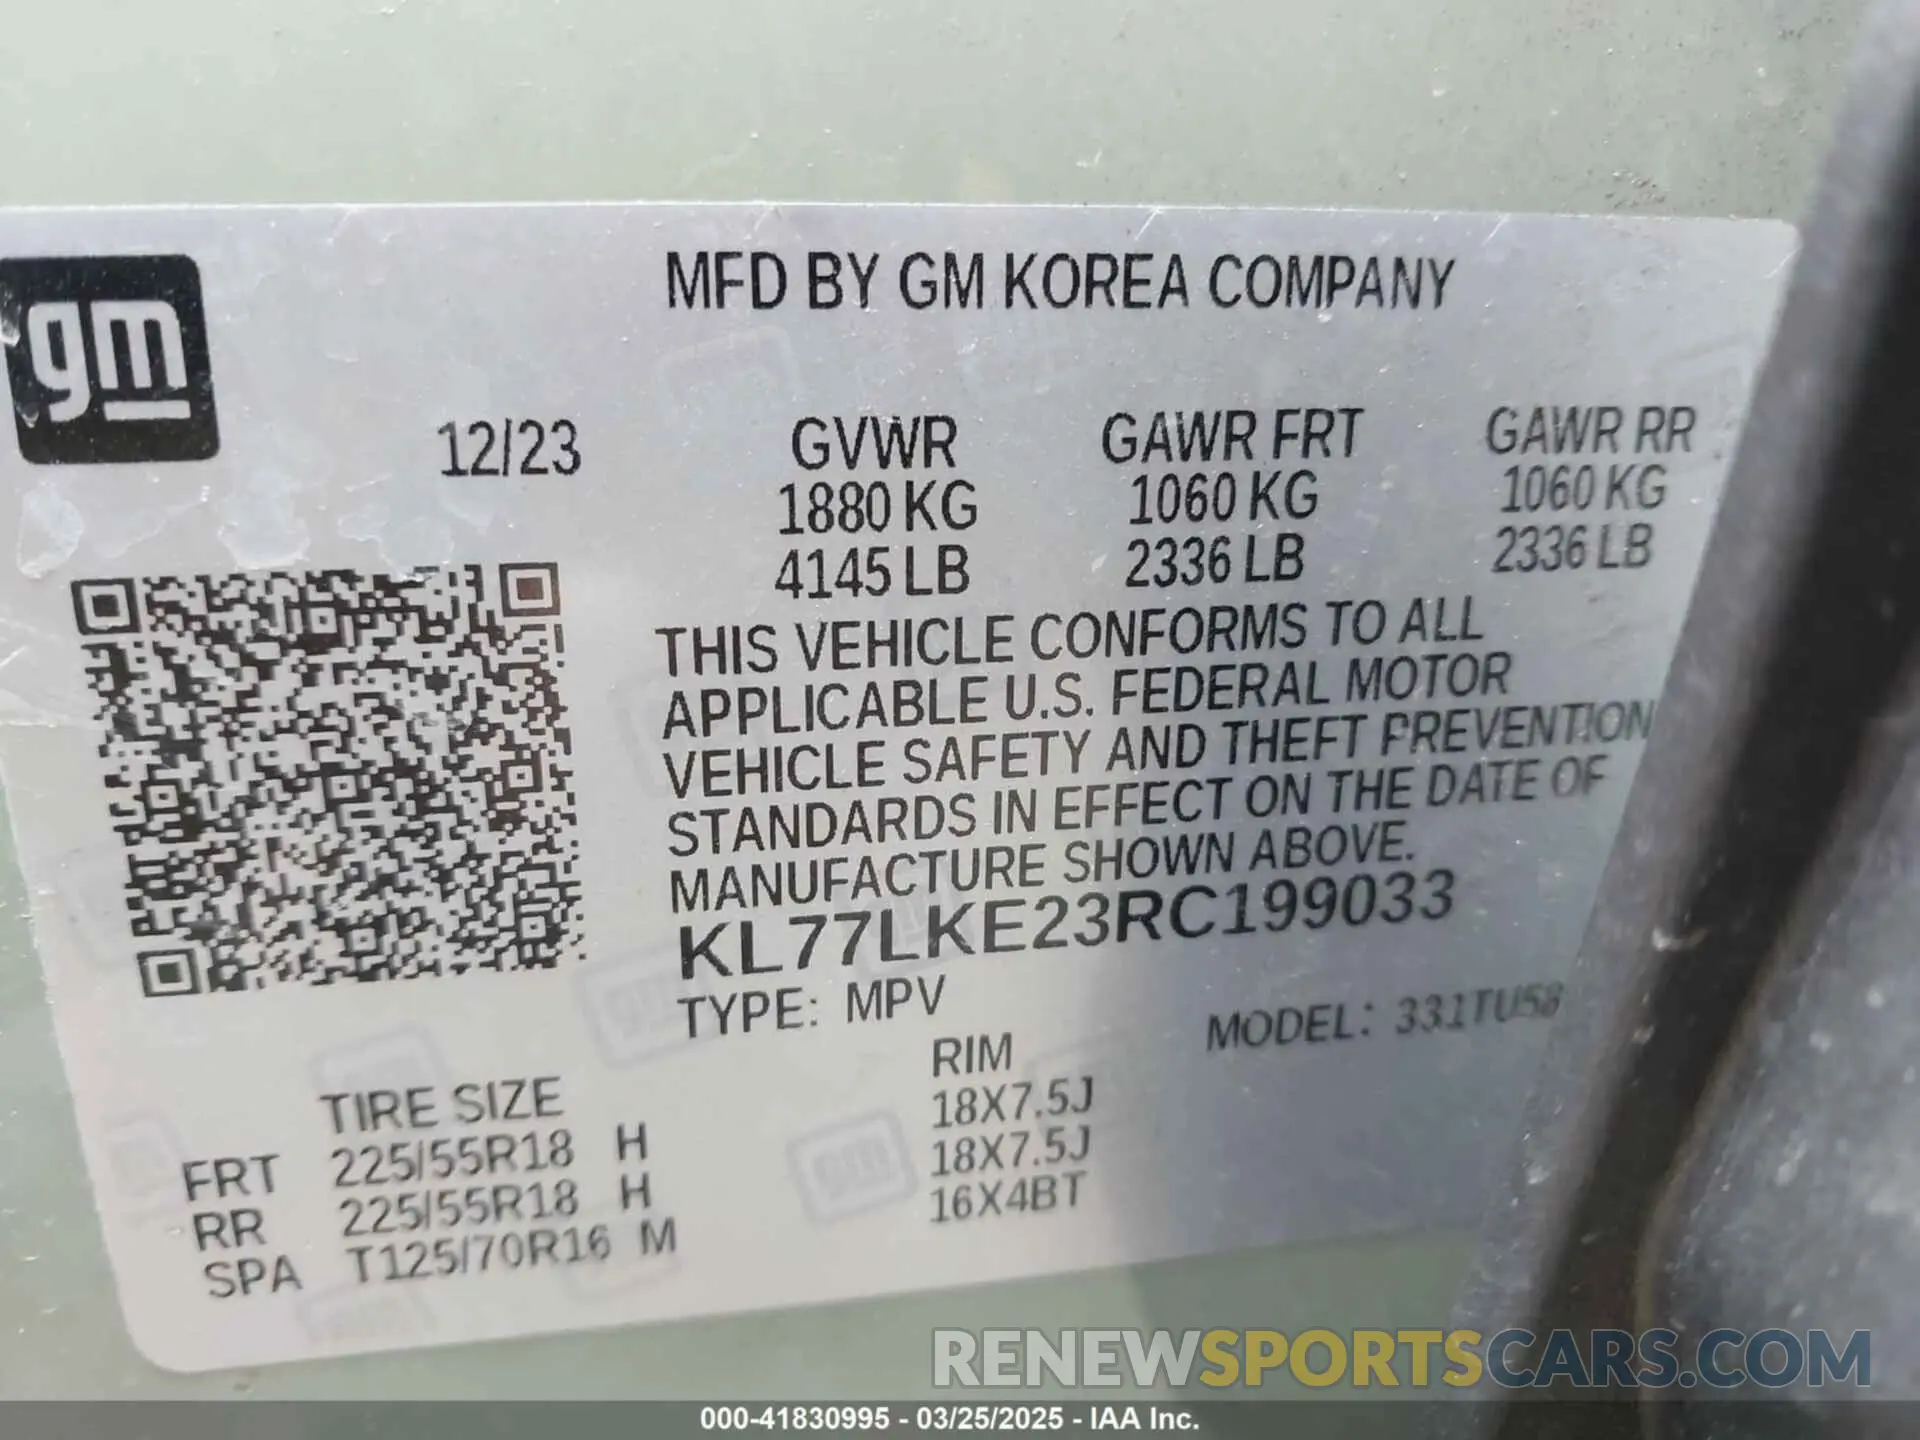 gm
MFD BY GM KOREA COMPANY
12/23 GVWR GAWR FRT GAWR RR
1880 KG 1060 KG 1060 KG
4145 LB 2336 LB 2336 LB
THIS VEHICLE CONFORMS TO ALL
APPLICABLE U.S. FEDERAL MOTOR
VEHICLE SAFETY AND THEFT PREVENTION
STANDARDS IN EFFECT ON THE DATE OF
MANUFACTURE SHOWN ABOVE.
KL77LKE23RC199033
TYPE: MPV MODEL: 331TU58
TIRE SIZE RIM
FRT 225/55R18 H 18X7.5J
RR 225/55R18 H 18X7.5J
SPA T125/70R16 M 16X4BT
RENEWSPORTSCARS.COM
000-41830995 - 03/25/2025 - IAA Inc.